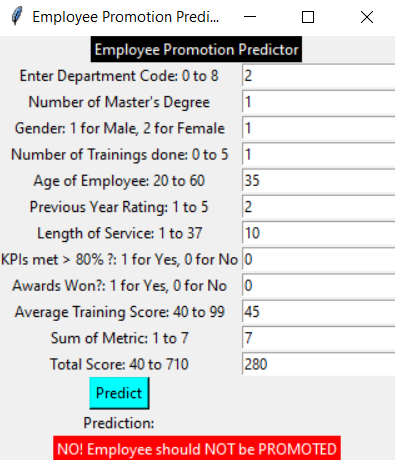 Employee Promotion Predi...
Employee Promotion Predictor
Enter Department Code: 0 to 8 2
Number of Master's Degree 1
Gender: 1 for Male, 2 for Female 1
Number of Trainings done: 0 to 5 1
Age of Employee: 20 to 60 35
Previous Year Rating: 1 to 5 2
Length of Service: 1 to 37 10
KPIs met > 80% ?: 1 for Yes, 0 for No 0
Awards Won?: 1 for Yes, 0 for No 0
Average Training Score: 40 to 99 45
Sum of Metric: 1 to 7 7
Total Score: 40 to 710 280
Predict
Prediction:
NO! Employee should NOT be PROMOTED